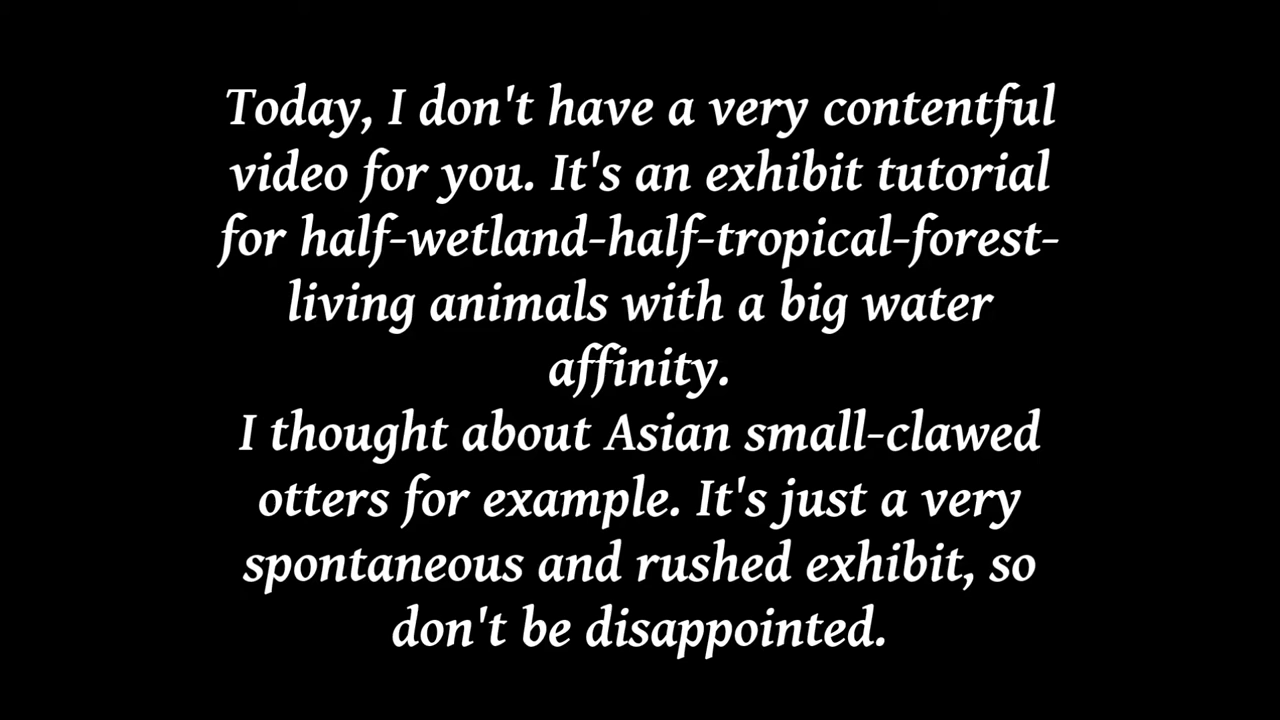 Today, I don't have a very contentful
video for you. It's an exhibit tutorial
for half-wetland-half-tropical-forest-
living animals with a big water
affinity.
I thought about Asian small-clawed
otters for example. It's just a very
spontaneous and rushed exhibit, so
don't be disappointed.